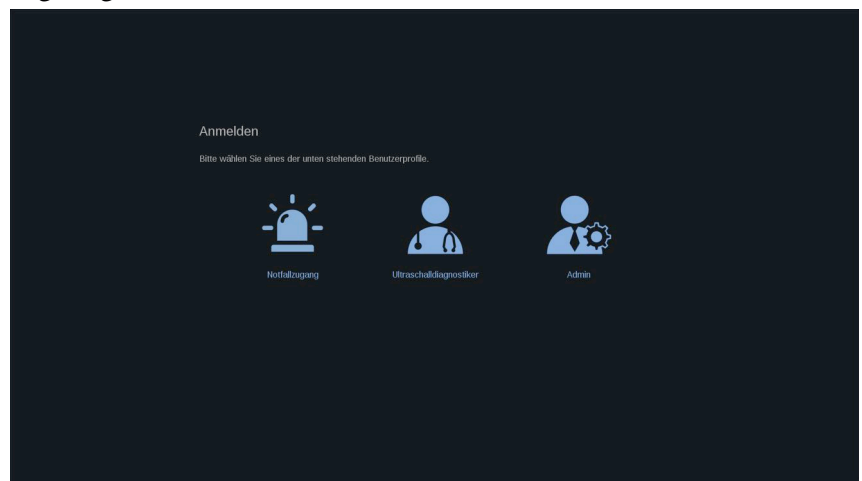 Anmelden
Bitte wählen Sie eines der unten stehenden Benutzerprofile.
Notfallzugang
Ultraschalldiagnostiker
Admin